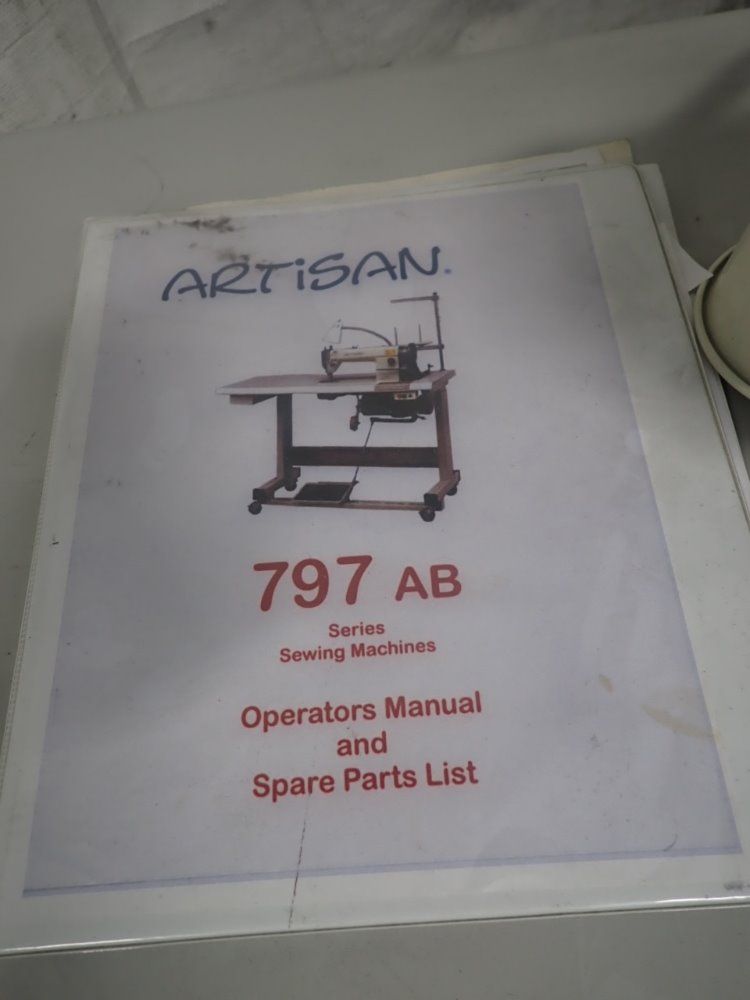 ARTiSAN.
797 AB
Series
Sewing Machines
Operators Manual
and
Spare Parts List